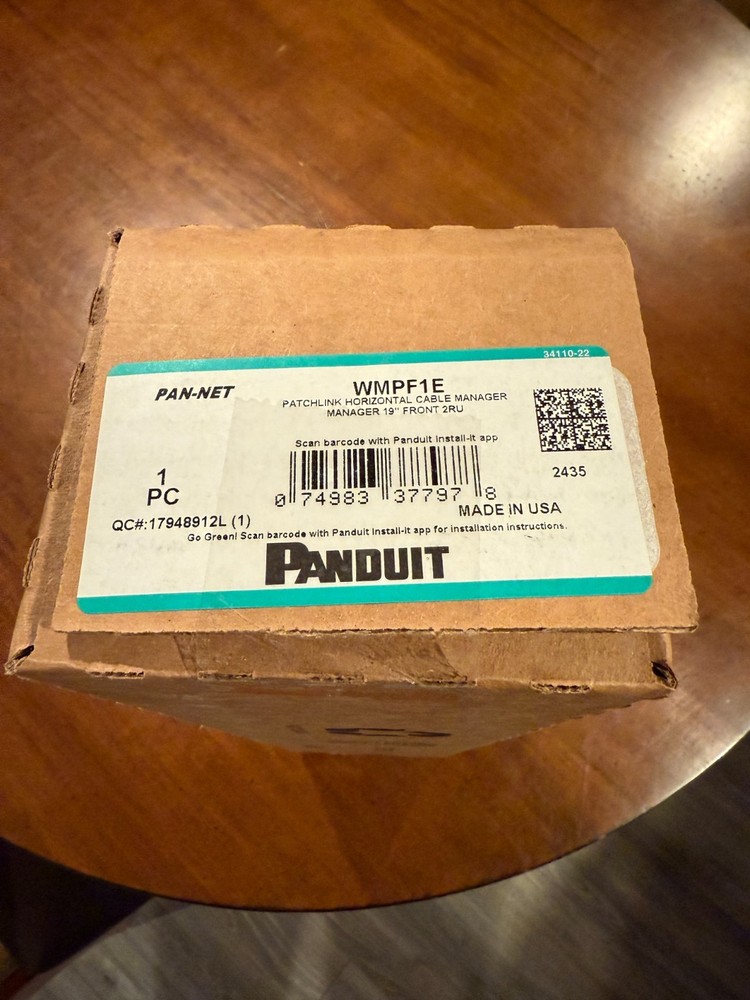 34110-22
PAN-NET
WMPF1E
PATCHLINK HORIZONTAL CABLE MANAGER
MANAGER 19" FRONT 2RU
Scan barcode with Panduit Install-It app
1
PC
0 74983 37797 8
2435
MADE IN USA
QC#:17948912L (1)
Go Green! Scan barcode with Panduit Install-It app for installation instructions.
PANDUIT